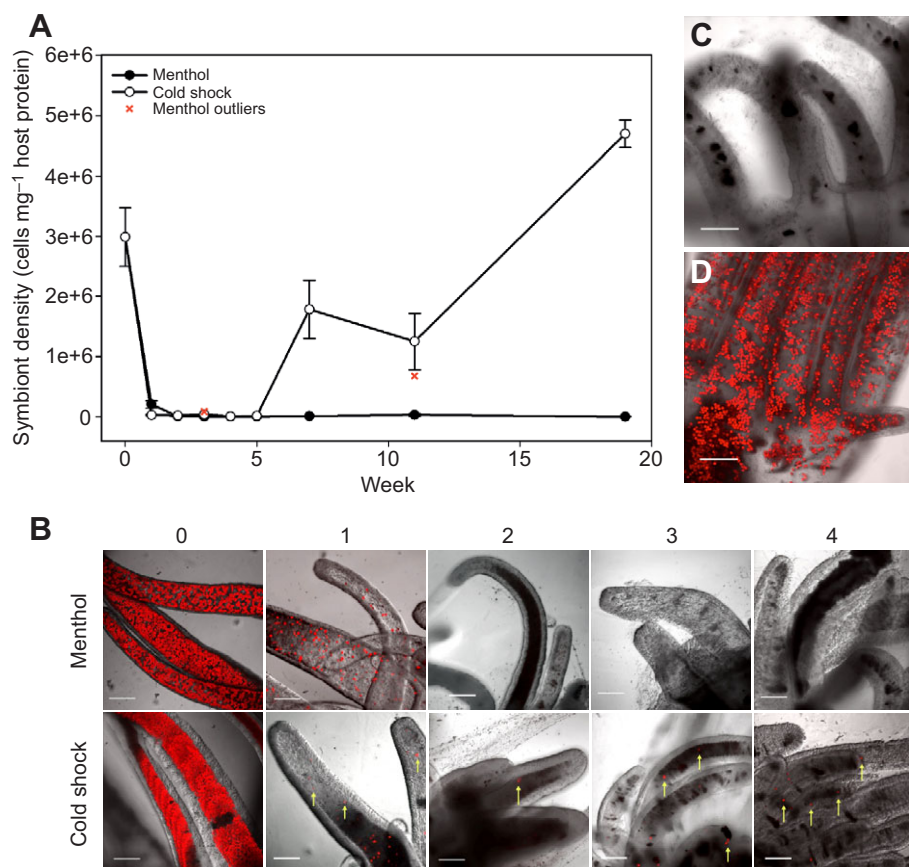 A
6e+6
5e+6
4e+6
3e+6
2e+6
1e+6
0
Symbiont density (cells mg⁻¹ host protein)
Menthol
Cold shock
Menthol outliers
0 5 10 15 20
Week
C
D
B
0 1 2 3 4
Menthol
Cold shock